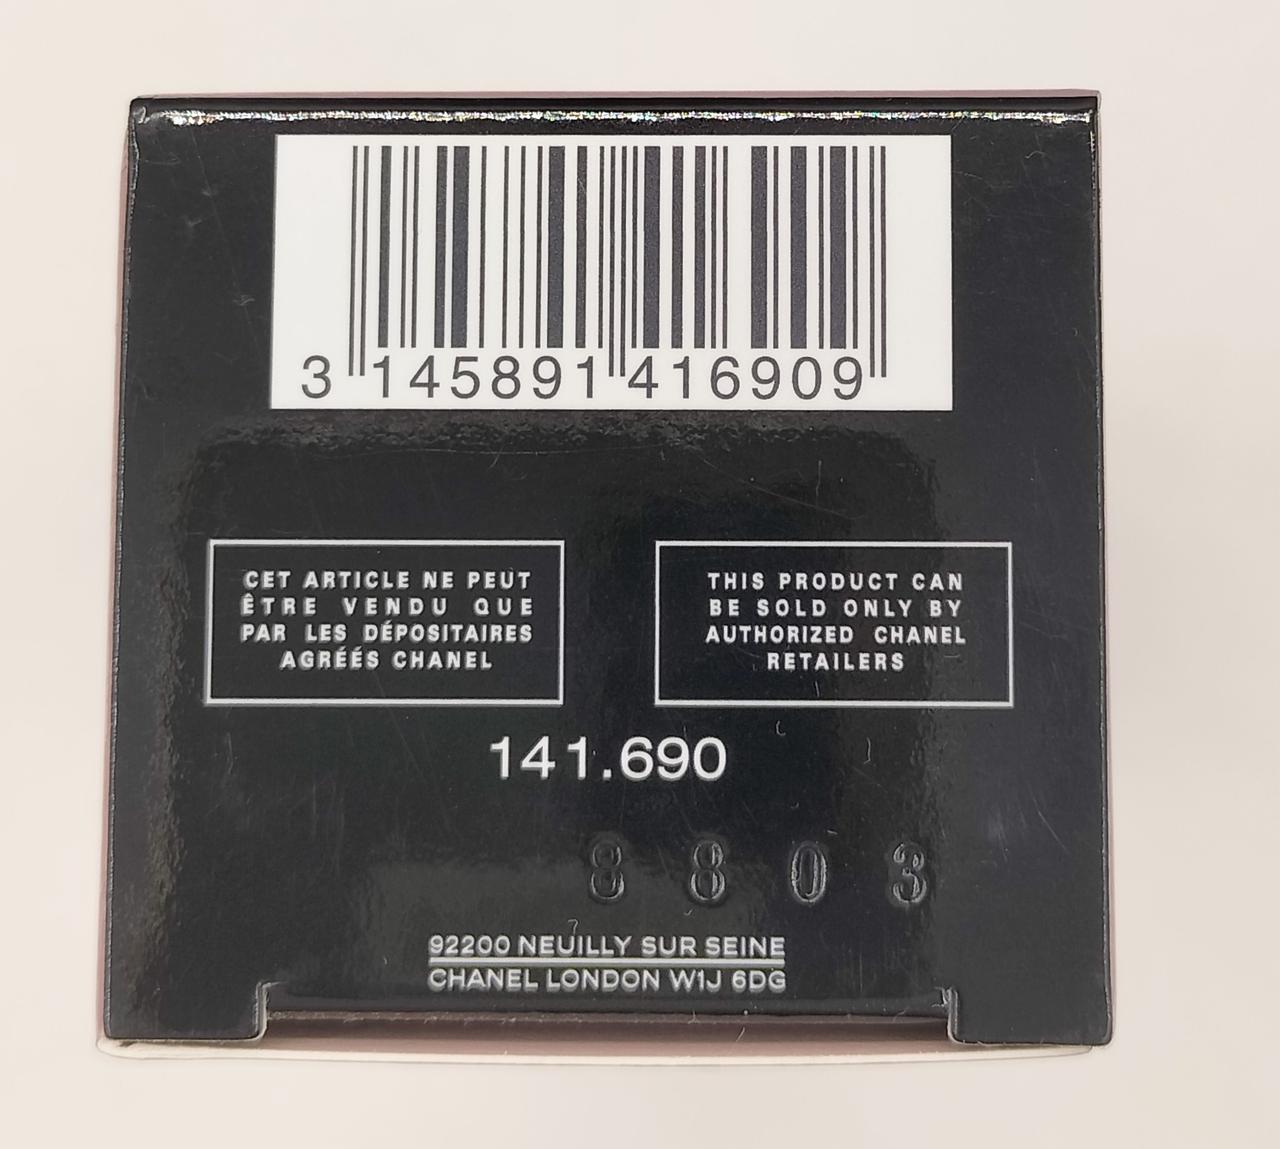 3 145891 416909
CET ARTICLE NE PEUT
ÊTRE VENDU QUE
PAR LES DÉPOSITAIRES
AGRÉÉS CHANEL
THIS PRODUCT CAN
BE SOLD ONLY BY
AUTHORIZED CHANEL
RETAILERS
141.690
8803
92200 NEUILLY SUR SEINE
CHANEL LONDON W1J 6DG